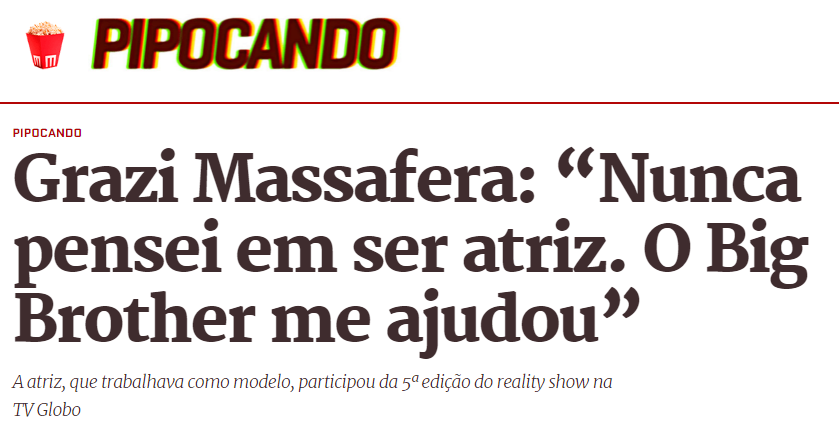 PIPOCANDO
PIPOCANDO
Grazi Massafera: “Nunca
pensei em ser atriz. O Big
Brother me ajudou”
A atriz, que trabalhava como modelo, participou da 5ª edição do reality show na
TV Globo